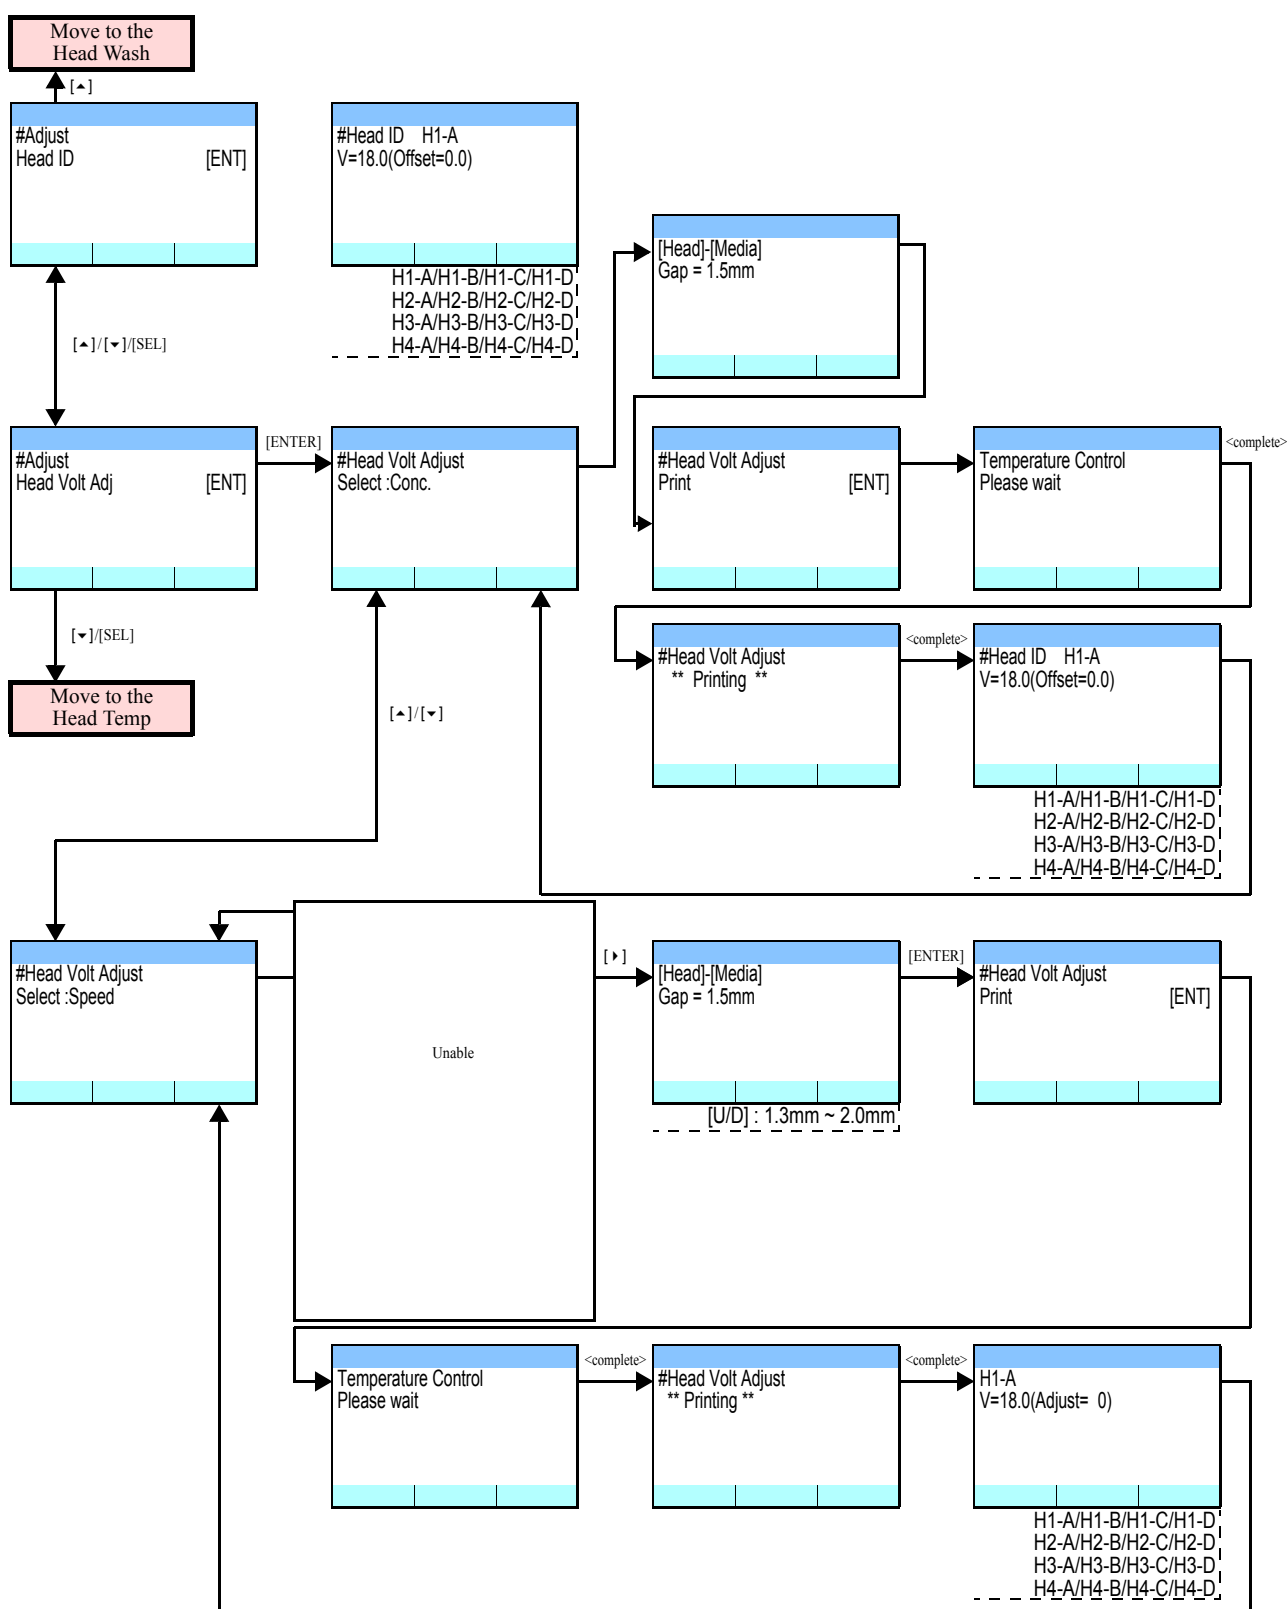 Move to the
Head Wash
[▲]
#Adjust
Head ID [ENT]
#Head ID H1-A
V=18.0(Offset=0.0)
H1-A/H1-B/H1-C/H1-D
H2-A/H2-B/H2-C/H2-D
H3-A/H3-B/H3-C/H3-D
H4-A/H4-B/H4-C/H4-D
[Head]-[Media]
Gap = 1.5mm
[▲]/[▼]/[SEL]
#Adjust
Head Volt Adj [ENT]
[ENTER]
#Head Volt Adjust
Select :Conc.
#Head Volt Adjust
Print [ENT]
Temperature Control
Please wait
<complete>
[▼]/[SEL]
Move to the
Head Temp
#Head Volt Adjust
** Printing **
<complete>
#Head ID H1-A
V=18.0(Offset=0.0)
H1-A/H1-B/H1-C/H1-D
H2-A/H2-B/H2-C/H2-D
H3-A/H3-B/H3-C/H3-D
H4-A/H4-B/H4-C/H4-D
[▲]/[▼]
#Head Volt Adjust
Select :Speed
Unable
[▶]
[Head]-[Media]
Gap = 1.5mm
[U/D] : 1.3mm ~ 2.0mm
[ENTER]
#Head Volt Adjust
Print [ENT]
Temperature Control
Please wait
<complete>
#Head Volt Adjust
** Printing **
<complete>
H1-A
V=18.0(Adjust= 0)
H1-A/H1-B/H1-C/H1-D
H2-A/H2-B/H2-C/H2-D
H3-A/H3-B/H3-C/H3-D
H4-A/H4-B/H4-C/H4-D